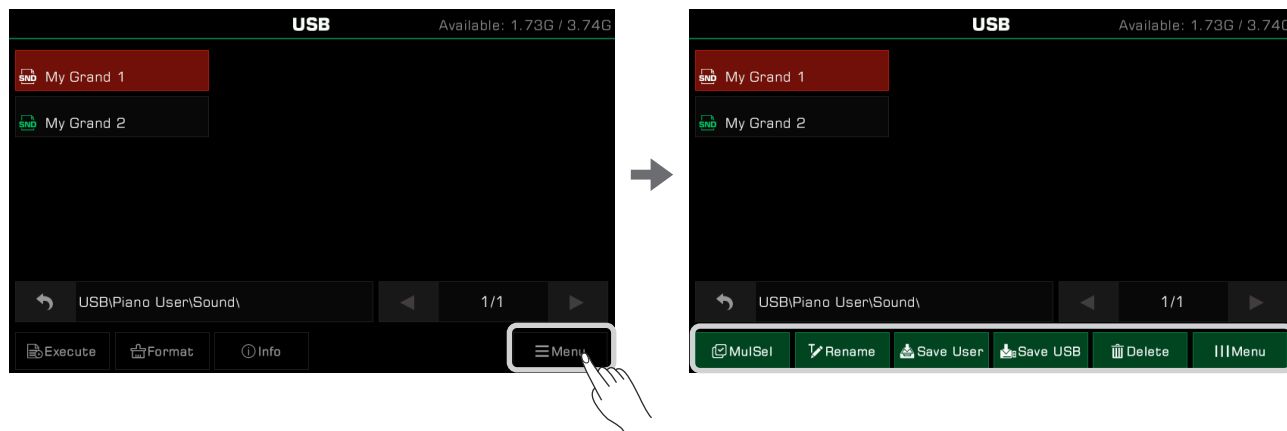 USB Available: 1.73G / 3.74G
SND My Grand 1
SND My Grand 2
USB\Piano User\Sound\ 1/1
Execute Format Info Menu
USB Available: 1.73G / 3.74G
SND My Grand 1
SND My Grand 2
USB\Piano User\Sound\ 1/1
MulSel Rename Save User Save USB Delete Menu